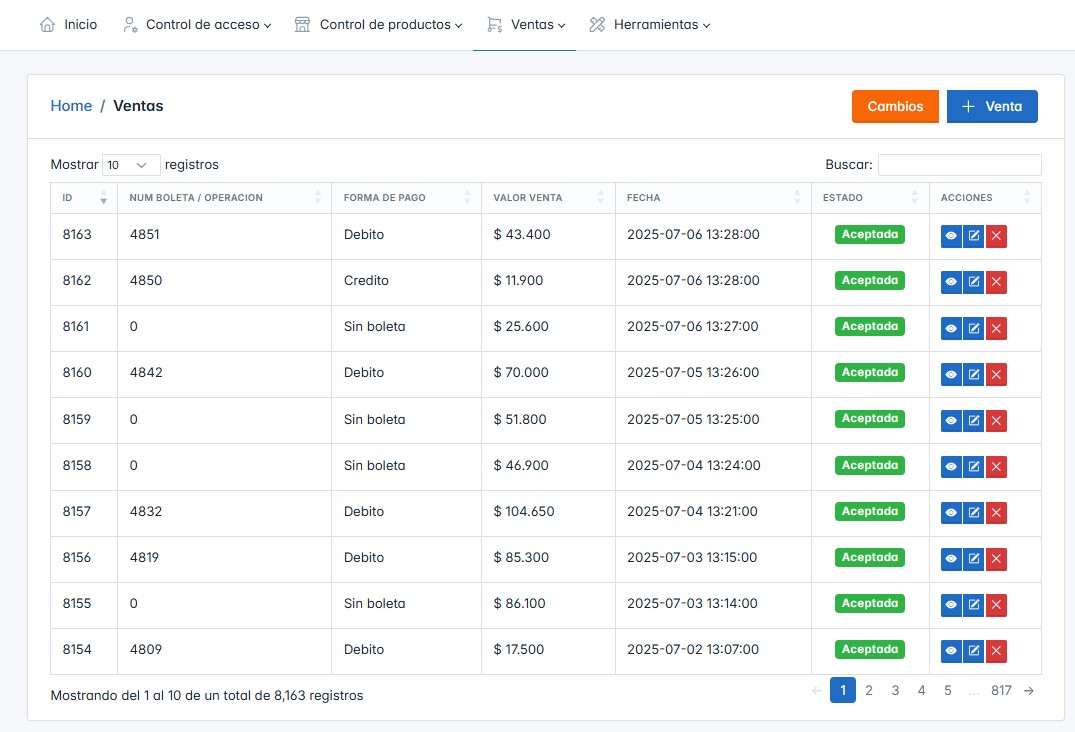 Inicio Control de acceso Control de productos Ventas Herramientas
Home / Ventas Cambios + Venta
Mostrar 10 registros Buscar:
ID NUM BOLETA / OPERACION FORMA DE PAGO VALOR VENTA FECHA ESTADO ACCIONES
8163 4851 Debito $ 43.400 2025-07-06 13:28:00 Aceptada
8162 4850 Credito $ 11.900 2025-07-06 13:28:00 Aceptada
8161 0 Sin boleta $ 25.600 2025-07-06 13:27:00 Aceptada
8160 4842 Debito $ 70.000 2025-07-05 13:26:00 Aceptada
8159 0 Sin boleta $ 51.800 2025-07-05 13:25:00 Aceptada
8158 0 Sin boleta $ 46.900 2025-07-04 13:24:00 Aceptada
8157 4832 Debito $ 104.650 2025-07-04 13:21:00 Aceptada
8156 4819 Debito $ 85.300 2025-07-03 13:15:00 Aceptada
8155 0 Sin boleta $ 86.100 2025-07-03 13:14:00 Aceptada
8154 4809 Debito $ 17.500 2025-07-02 13:07:00 Aceptada
Mostrando del 1 al 10 de un total de 8,163 registros ← 1 2 3 4 5 ... 817 →